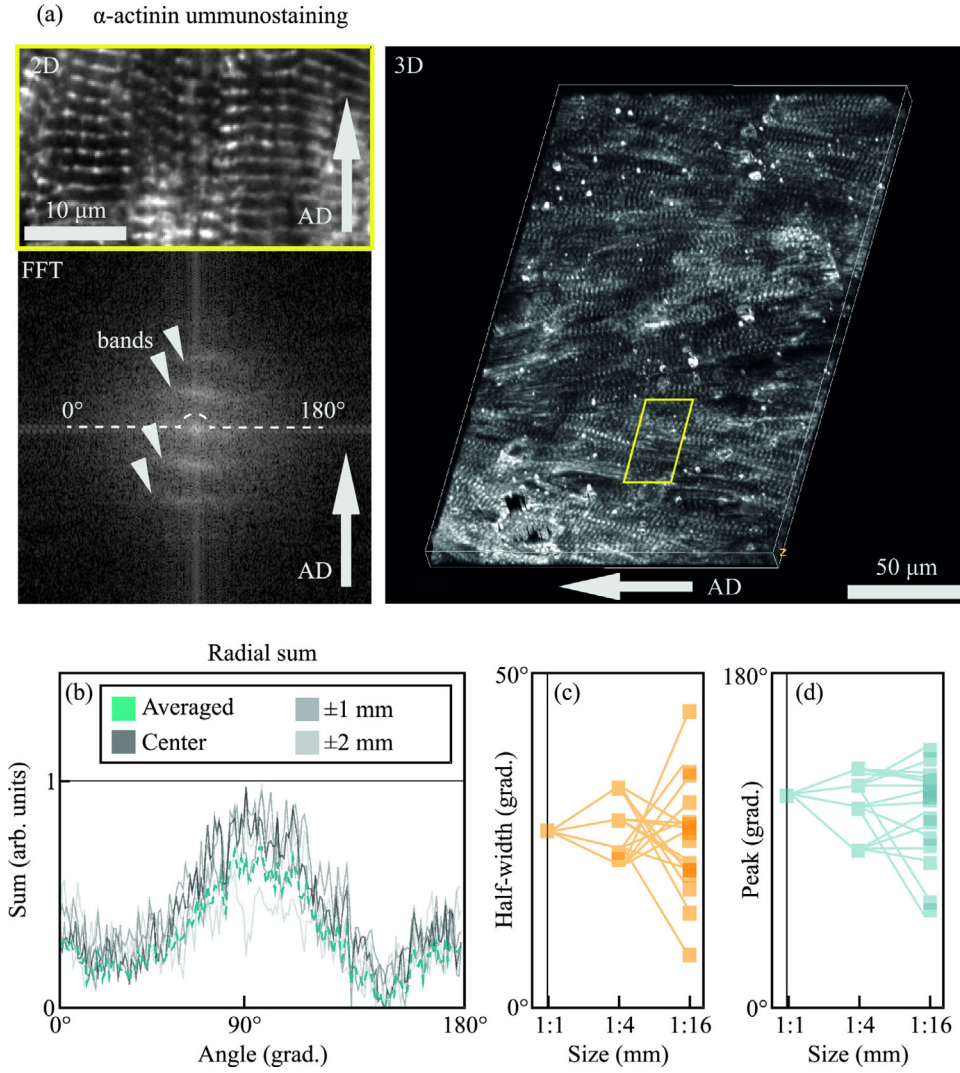 (a) α-actinin ummunostaining
2D
10 μm
AD
3D
z
AD
50 μm
FFT
bands
0°
180°
AD
Radial sum
(b)
Averaged
Center
±1 mm
±2 mm
1
0
Sum (arb. units)
0°
90°
180°
Angle (grad.)
50°
(c)
Half-width (grad.)
0°
1:1
1:4
1:16
Size (mm)
180°
(d)
Peak (grad.)
0°
1:1
1:4
1:16
Size (mm)